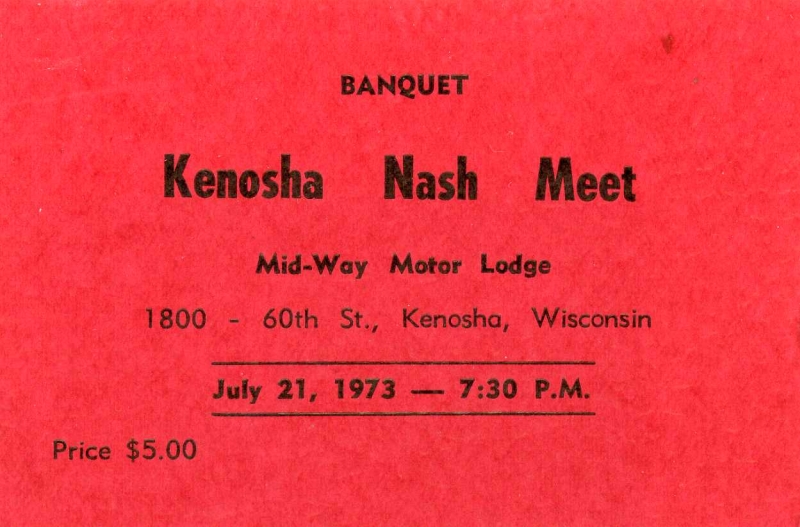 BANQUET
Kenosha Nash Meet
Mid-Way Motor Lodge
1800 - 60th St., Kenosha, Wisconsin
July 21, 1973 — 7:30 P.M.
Price $5.00